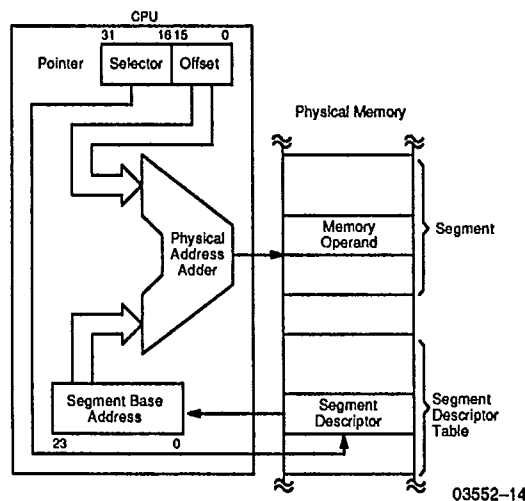 CPU
31 16 15 0
Pointer Selector Offset
Physical Memory
Memory
Operand
Segment
Physical
Address
Adder
Segment Base
Address
23 0
Segment
Descriptor
Segment
Descriptor
Table
03552-14